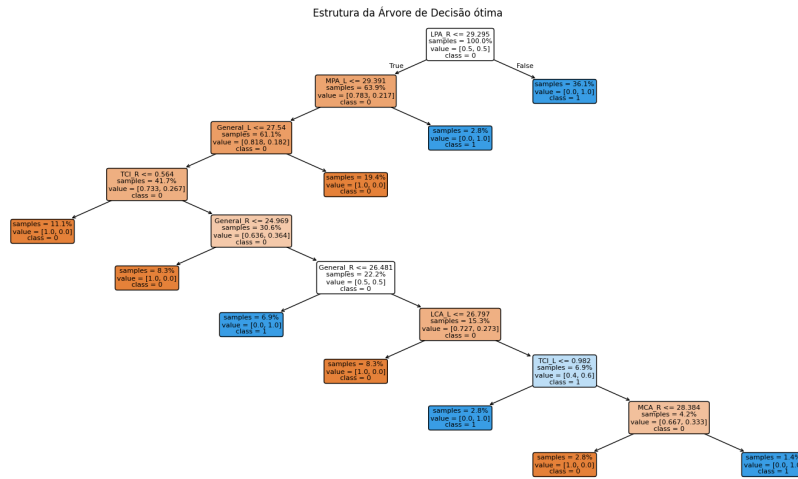 Estrutura da Árvore de Decisão ótima
LPA_R <= 29.295
samples = 100.0%
value = [0.5, 0.5]
class = 0
True
False
MPA_L <= 29.391
samples = 63.9%
value = [0.783, 0.217]
class = 0
samples = 36.1%
value = [0.0, 1.0]
class = 1
General_L <= 27.54
samples = 61.1%
value = [0.818, 0.182]
class = 0
samples = 2.8%
value = [0.0, 1.0]
class = 1
TCI_R <= 0.564
samples = 41.7%
value = [0.733, 0.267]
class = 0
samples = 19.4%
value = [1.0, 0.0]
class = 0
samples = 11.1%
value = [1.0, 0.0]
class = 0
General_R <= 24.969
samples = 30.6%
value = [0.636, 0.364]
class = 0
samples = 8.3%
value = [1.0, 0.0]
class = 0
General_R <= 26.481
samples = 22.2%
value = [0.5, 0.5]
class = 0
samples = 6.9%
value = [0.0, 1.0]
class = 1
LCA_L <= 26.797
samples = 15.3%
value = [0.727, 0.273]
class = 0
samples = 8.3%
value = [1.0, 0.0]
class = 0
TCI_L <= 0.982
samples = 6.9%
value = [0.4, 0.6]
class = 1
samples = 2.8%
value = [0.0, 1.0]
class = 1
MCA_R <= 28.384
samples = 4.2%
value = [0.667, 0.333]
class = 0
samples = 2.8%
value = [1.0, 0.0]
class = 0
samples = 1.4%
value = [0.0, 1.0
class = 1